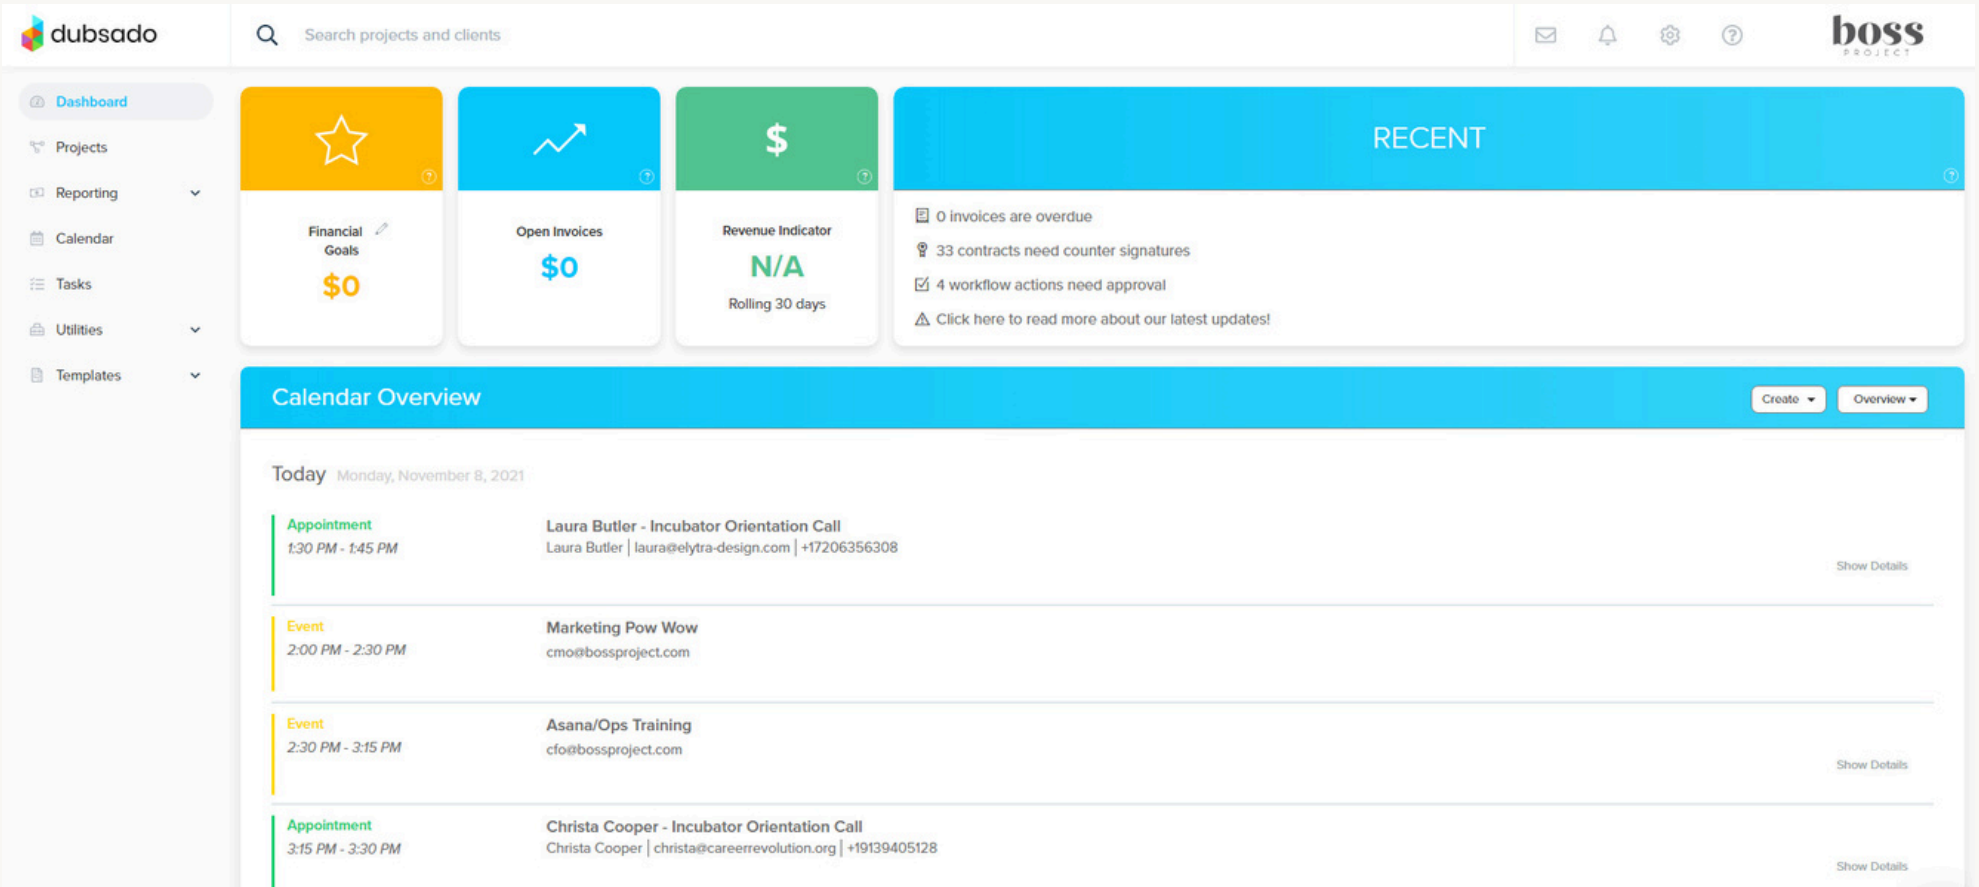 dubsado
Search projects and clients
boss
PROJECT
Dashboard
Projects
Reporting
Calendar
Tasks
Utilities
Templates
Financial
Goals
$0
Open Invoices
$0
$
Revenue Indicator
N/A
Rolling 30 days
RECENT
0 invoices are overdue
33 contracts need counter signatures
4 workflow actions need approval
Click here to read more about our latest updates!
Calendar Overview
Create
Overview
Today Monday, November 8, 2021
Appointment
1:30 PM - 1:45 PM
Laura Butler - Incubator Orientation Call
Laura Butler | laura@elytra-design.com | +17206356308
Show Details
Event
2:00 PM - 2:30 PM
Marketing Pow Wow
cmo@bossproject.com
Event
2:30 PM - 3:15 PM
Asana/Ops Training
cfo@bossproject.com
Show Details
Appointment
3:15 PM - 3:30 PM
Christa Cooper - Incubator Orientation Call
Christa Cooper | christa@careerrevolution.org | +19139405128
Show Details